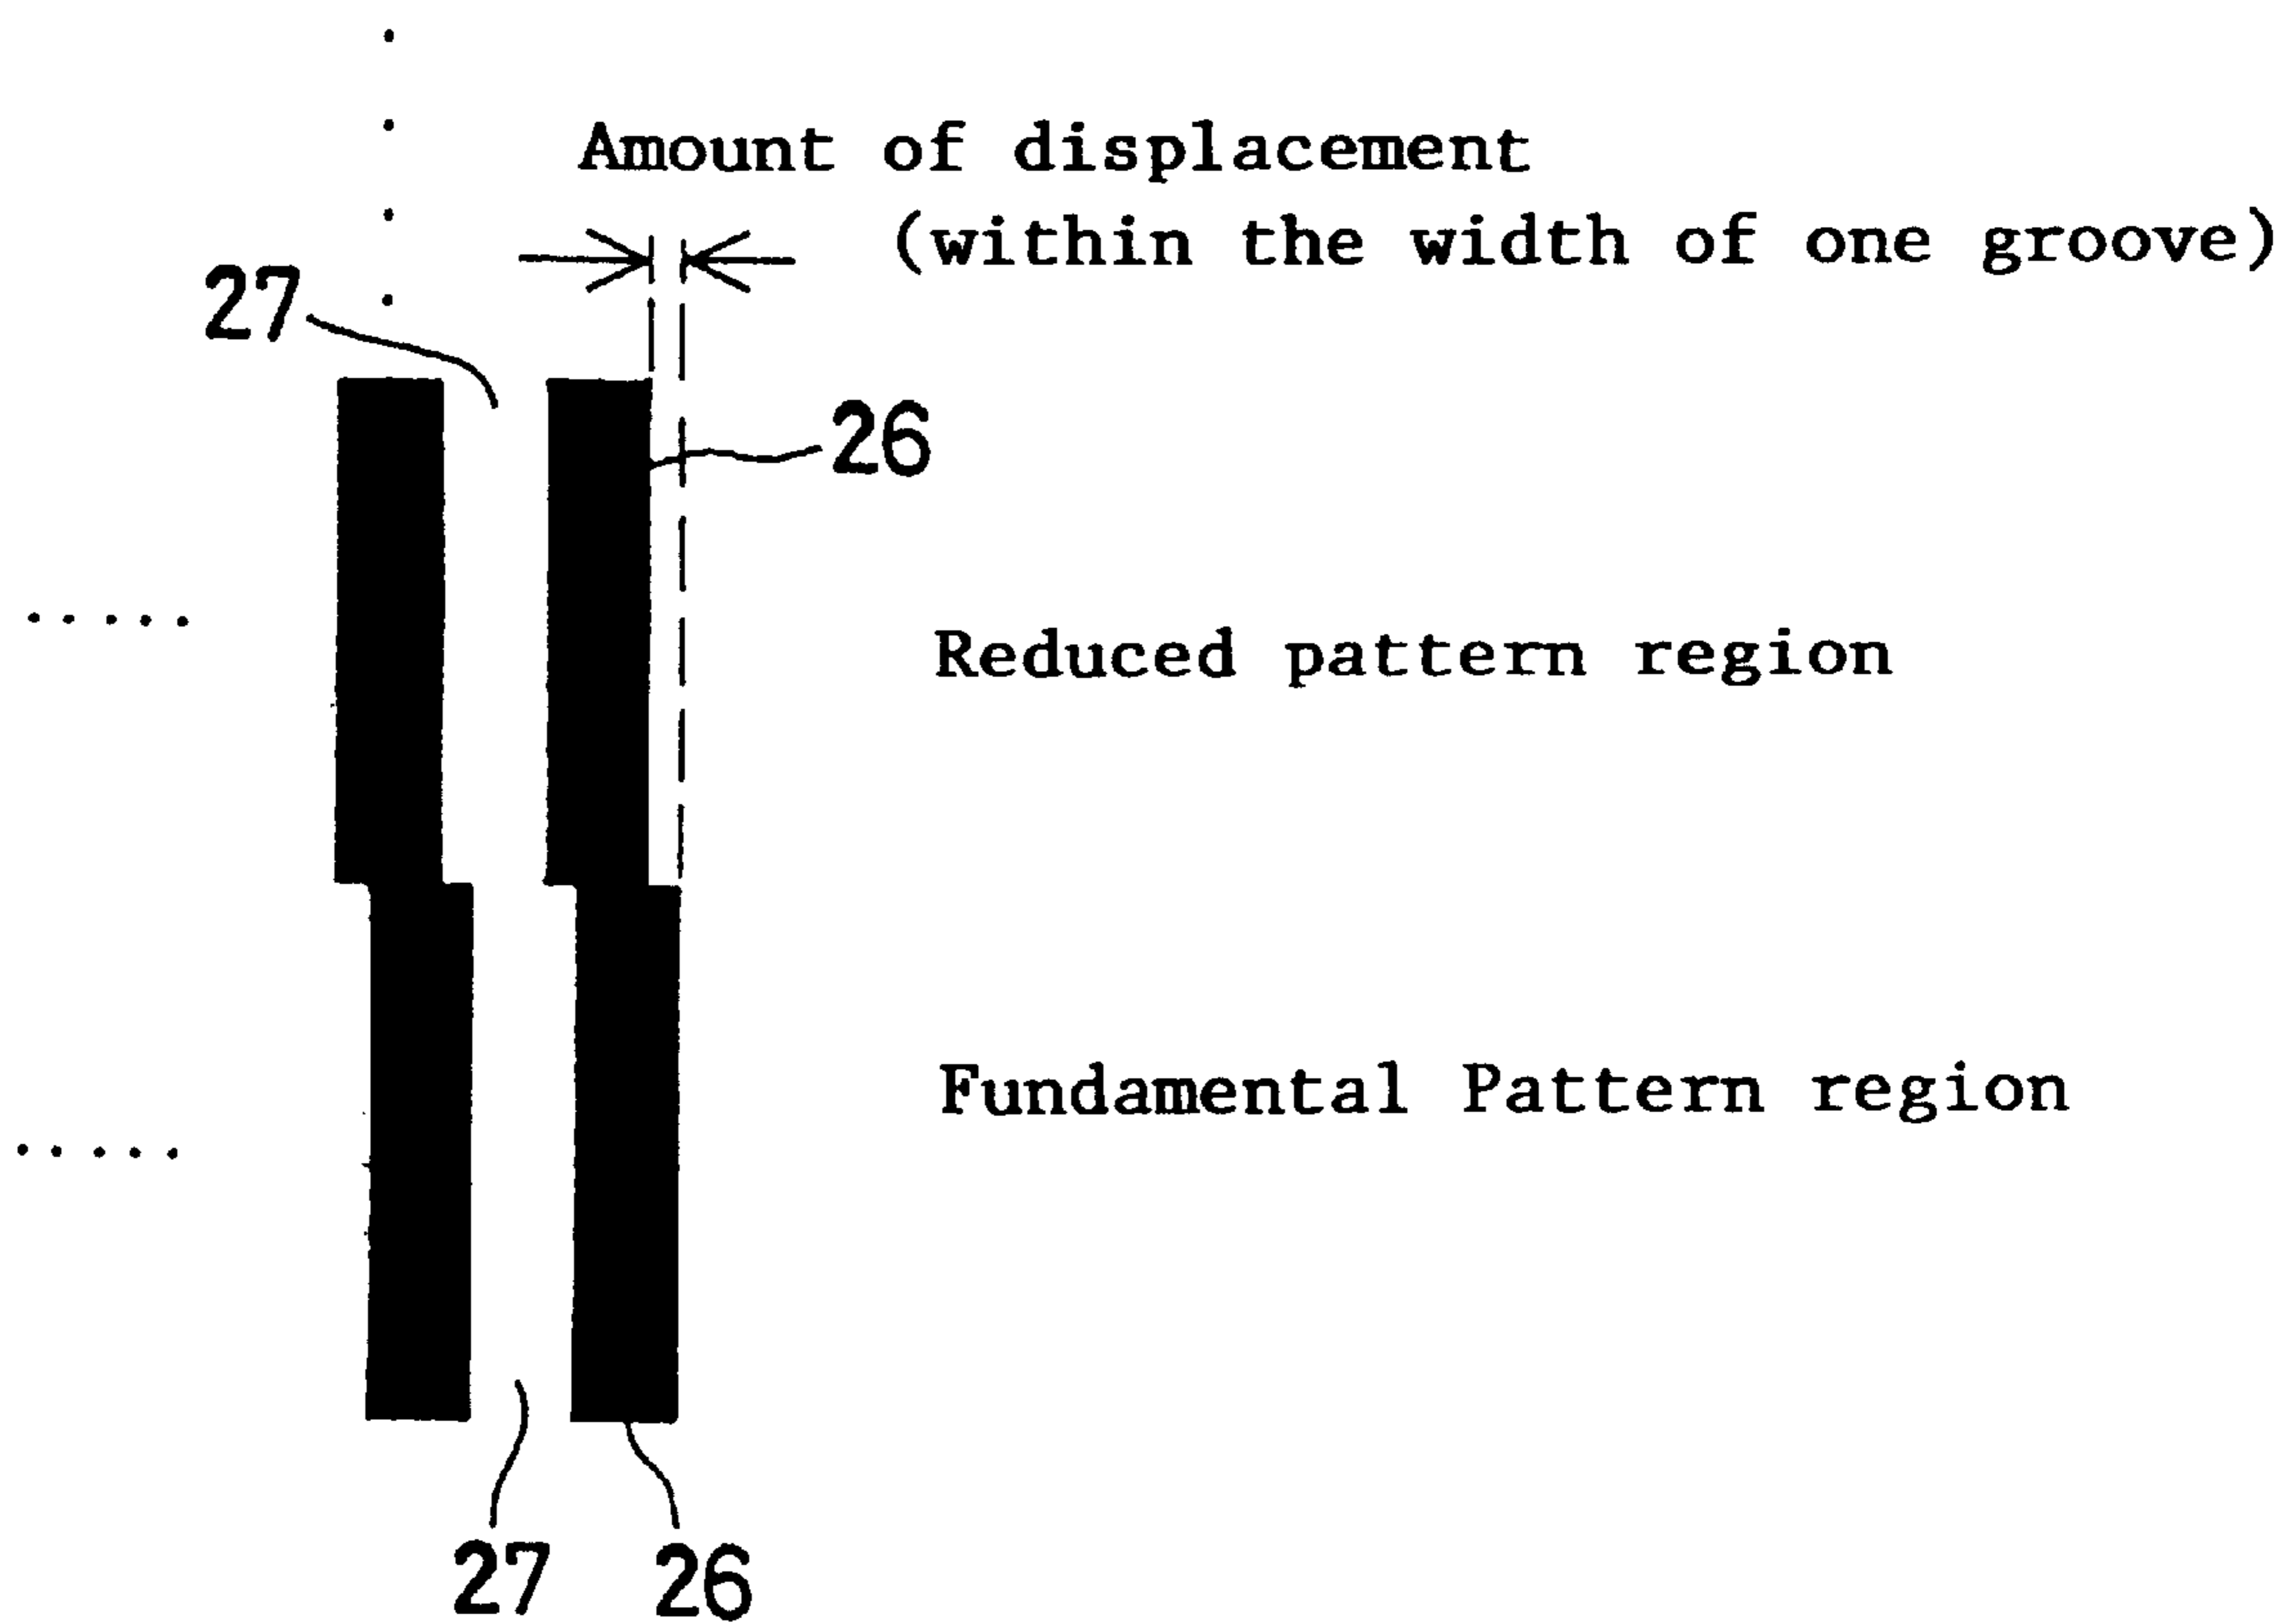 Amount of displacement
(within the width of one groove)
27
26
Reduced pattern region
Fundamental Pattern region
27 26